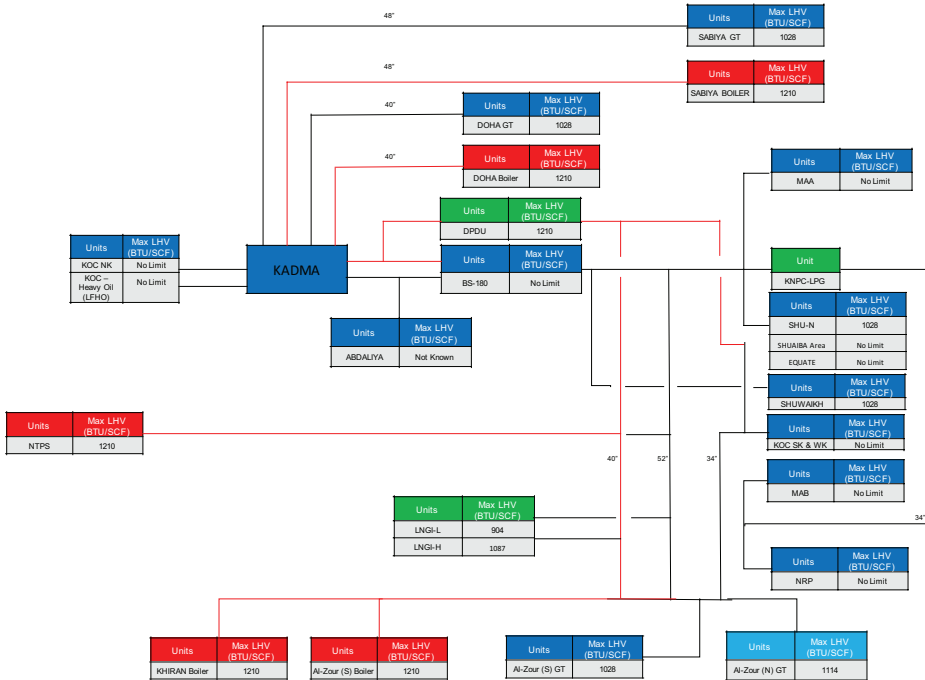 48"
Units Max LHV (BTU/SCF)
SABIYA GT 1028
48"
Units Max LHV (BTU/SCF)
SABIYA BOILER 1210
40"
Units Max LHV (BTU/SCF)
DOHA GT 1028
40"
Units Max LHV (BTU/SCF)
DOHA Boiler 1210
Units Max LHV (BTU/SCF)
MAA No Limit
Units Max LHV (BTU/SCF)
DPDU 1210
Units Max LHV (BTU/SCF)
KOC NK No Limit
KOC – Heavy Oil (LFHO) No Limit
KADMA
Units Max LHV (BTU/SCF)
BS-180 No Limit
Unit
KNPC-LPG
Units Max LHV (BTU/SCF)
SHU-N 1028
SHUAIBA Area No Limit
EQUATE No Limit
Units Max LHV (BTU/SCF)
ABDALIYA Not Known
Units Max LHV (BTU/SCF)
SHUWAIKH 1028
Units Max LHV (BTU/SCF)
NTPS 1210
Units Max LHV (BTU/SCF)
KOC SK & WK No Limit
40" 52" 34"
Units Max LHV (BTU/SCF)
MAB No Limit
34"
Units Max LHV (BTU/SCF)
LNGI-L 904
LNGI-H 1087
Units Max LHV (BTU/SCF)
NRP No Limit
Units Max LHV (BTU/SCF)
KHIRAN Boiler 1210
Units Max LHV (BTU/SCF)
Al-Zour (S) Boiler 1210
Units Max LHV (BTU/SCF)
Al-Zour (S) GT 1028
Units Max LHV (BTU/SCF)
Al-Zour (N) GT 1114